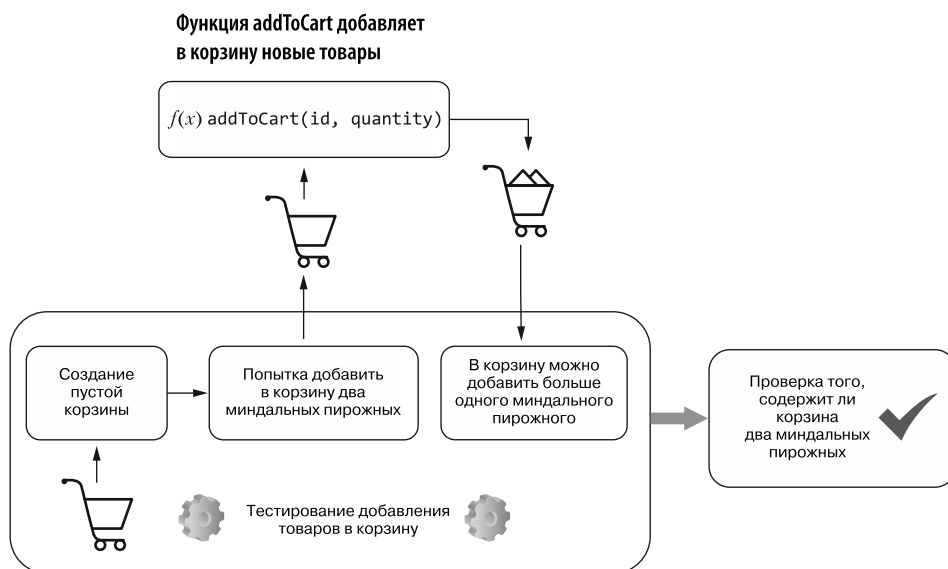 Функция addToCart добавляет
в корзину новые товары
f(x) addToCart(id, quantity)
Создание
пустой
корзины
Попытка добавить
в корзину два
миндальных пирожных
В корзину можно
добавить больше
одного миндального
пирожного
Проверка того,
содержит ли
корзина
два миндальных
пирожных
Тестирование добавления
товаров в корзину